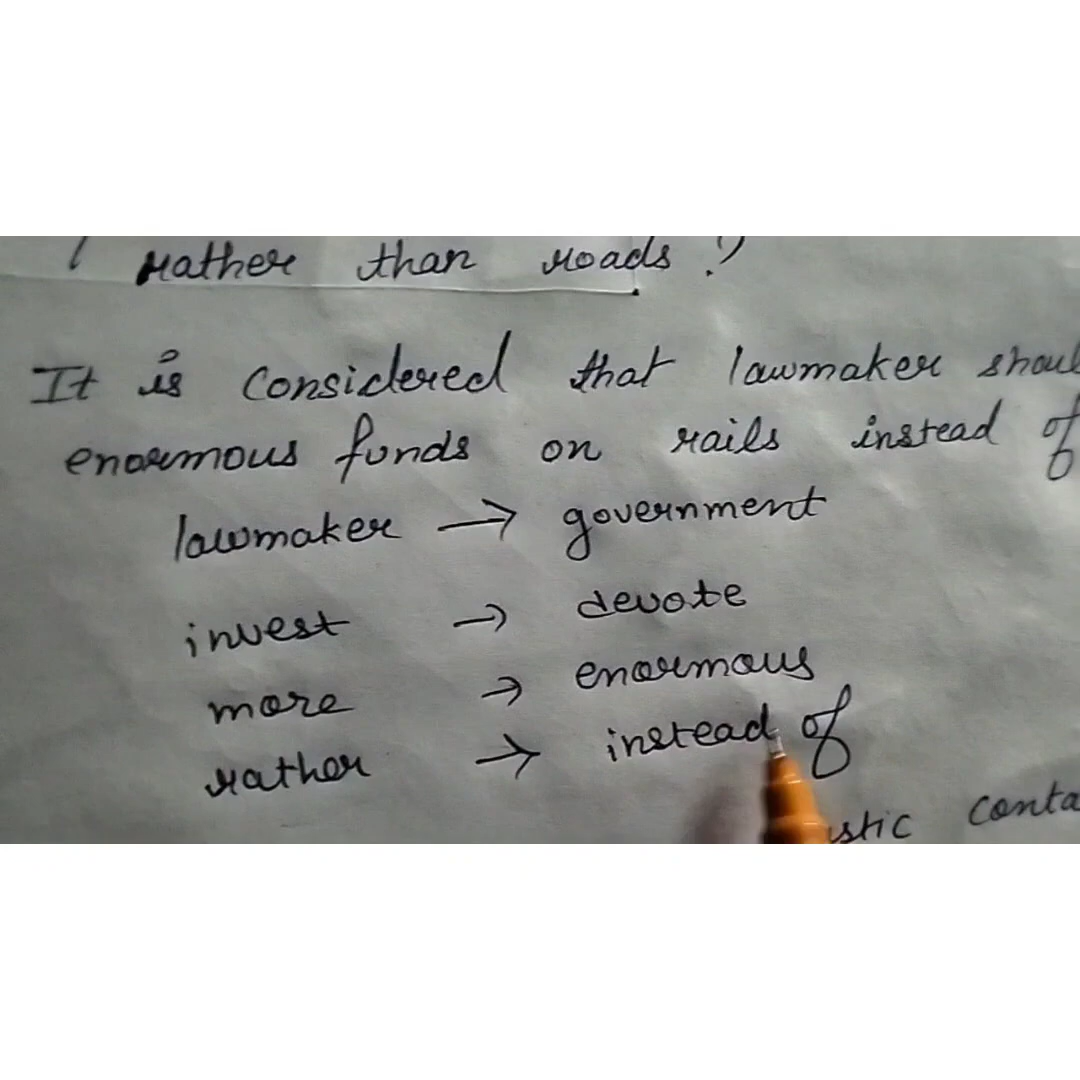 rather than roads ?
It is considered that lawmaker
enormous funds on rails instead of
lawmaker → government
invest → devote
more → enormous
rather → instead of